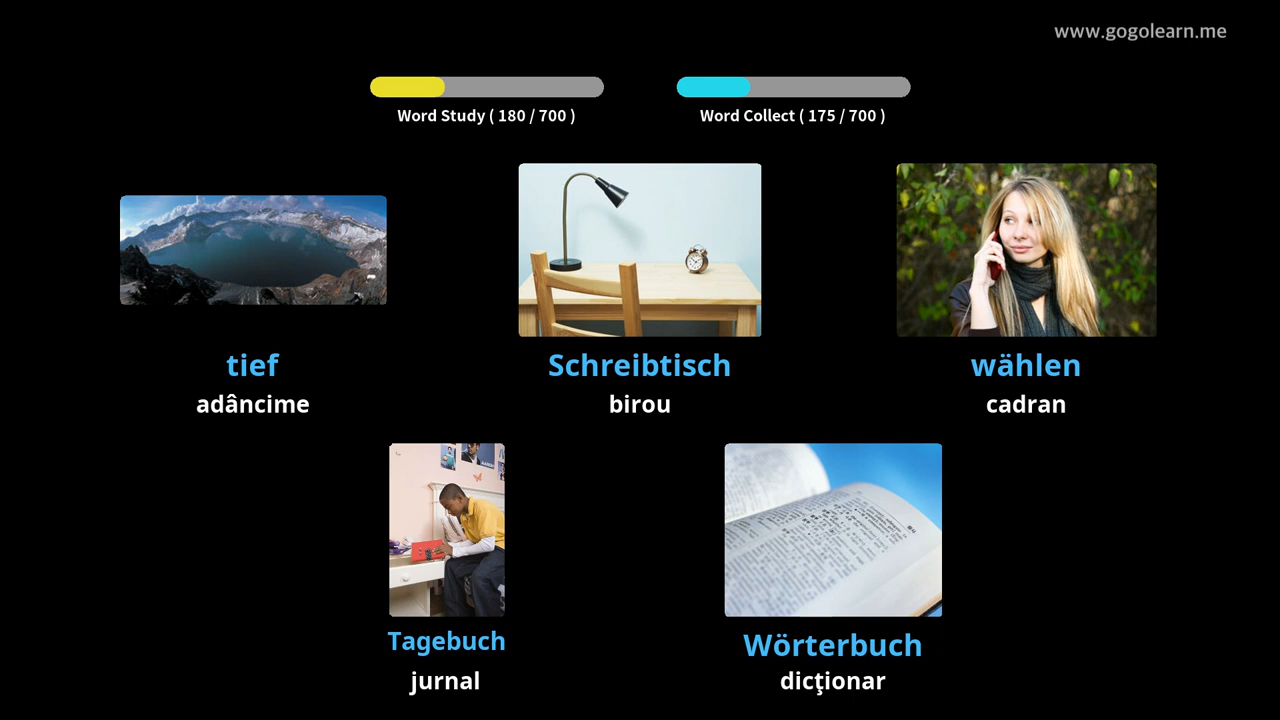 www.gogolearn.me
Word Study ( 180 / 700 )
Word Collect ( 175 / 700 )
tief
adâncime
Schreibtisch
birou
wählen
cadran
Tagebuch
jurnal
Wörterbuch
dicţionar